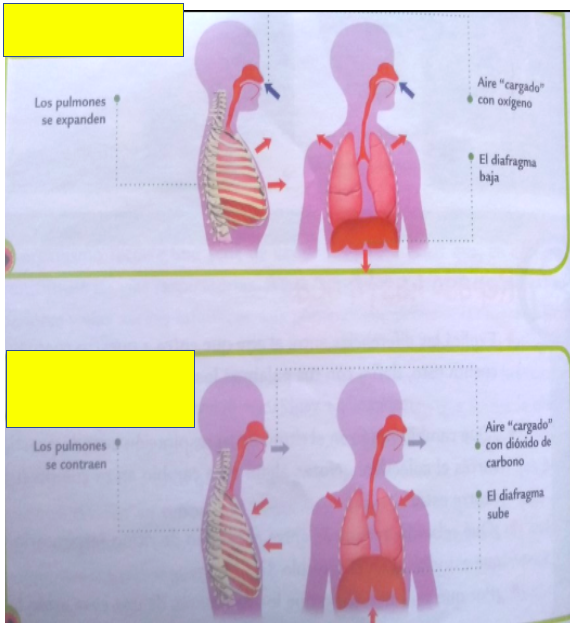 Los pulmones
se expanden
Aire “cargado”
con oxígeno
El diafragma
baja
Los pulmones
se contraen
Aire “cargado”
con dióxido de
carbono
El diafragma
sube